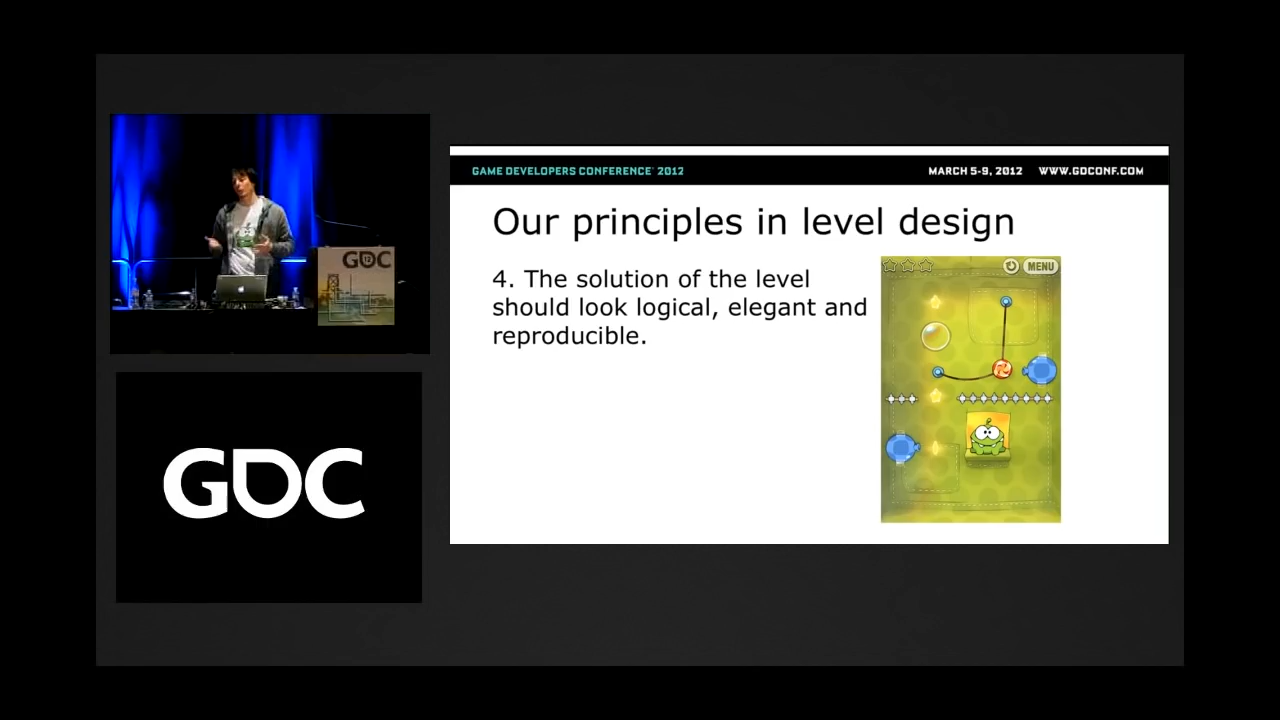 GAME DEVELOPERS CONFERENCE® 2012
MARCH 5-9, 2012 WWW.GDCONF.COM
Our principles in level design
4. The solution of the level
should look logical, elegant and
reproducible.
MENU
GDC
12
GDC